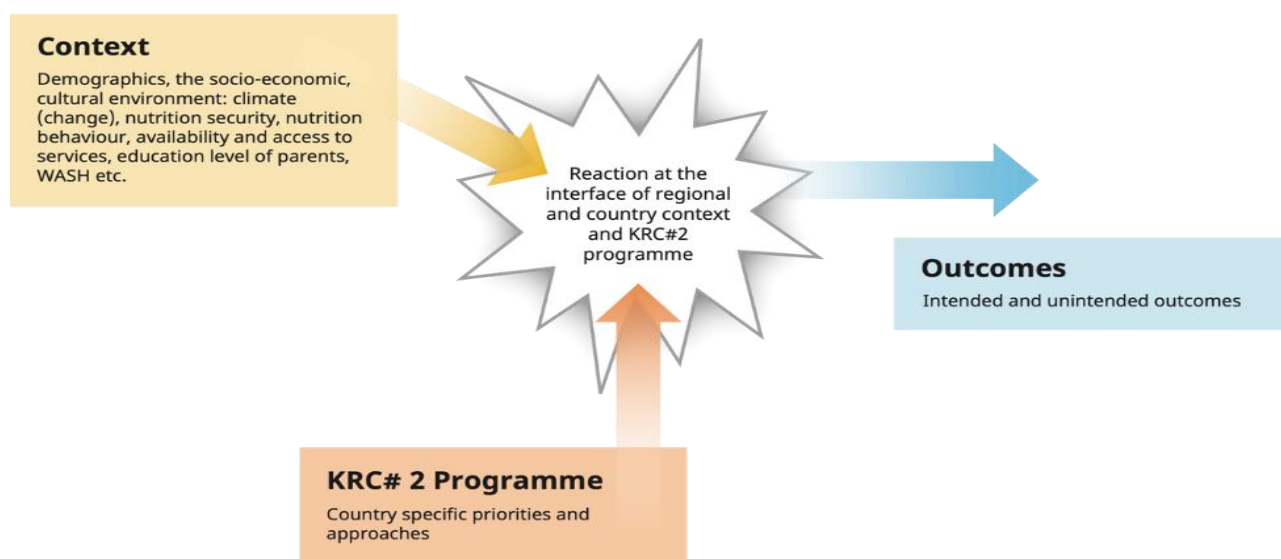 Context
Demographics, the socio-economic,
cultural environment: climate
(change), nutrition security, nutrition
behaviour, availability and access to
services, education level of parents,
WASH etc.
Reaction at the
interface of regional
and country context
and KRC#2
programme
Outcomes
Intended and unintended outcomes
KRC# 2 Programme
Country specific priorities and
approaches